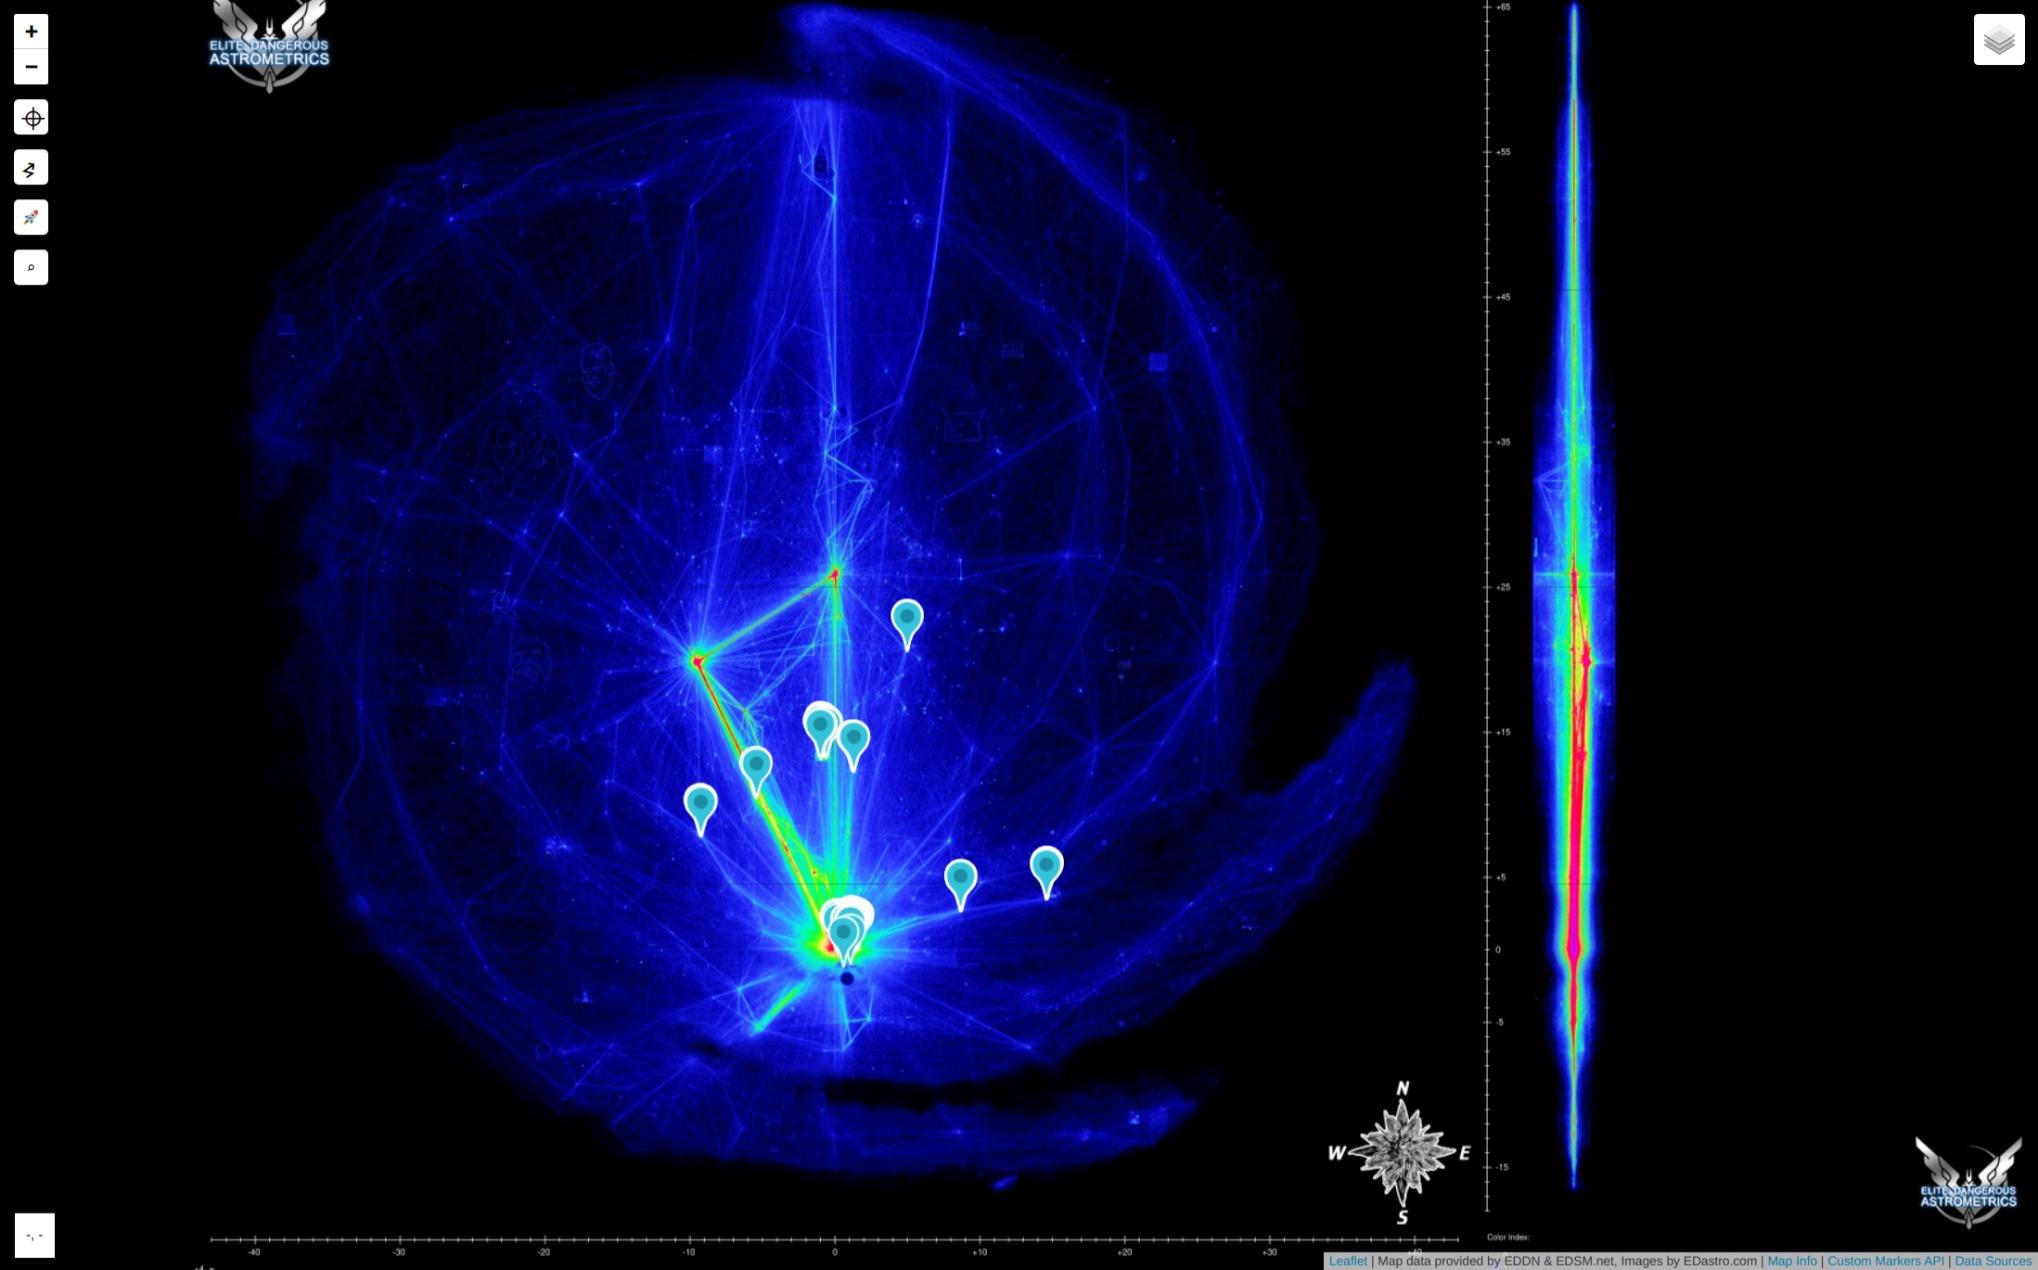 +
−
ELITE DANGEROUS
ASTROMETRICS
+65
+55
+45
+35
+25
+15
+5
0
-5
-15
N
W
E
S
ELITE DANGEROUS
ASTROMETRICS
-, -
-40
-30
-20
-10
0
+10
+20
+30
+40
Color Index:
Leaflet | Map data provided by EDDN & EDSM.net, Images by EDastro.com | Map Info | Custom Markers API | Data Sources